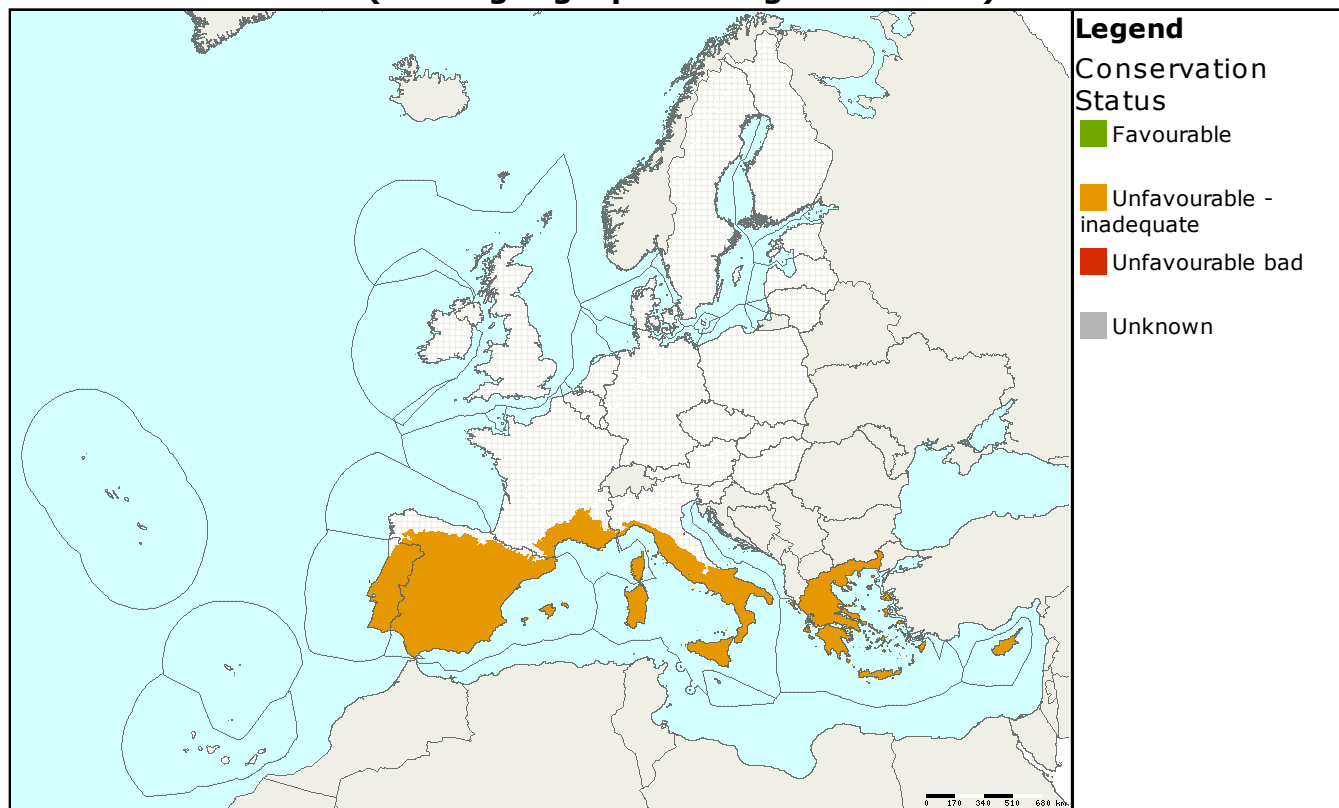 Legend
Conservation
Status
Favourable
Unfavourable -
inadequate
Unfavourable bad
Unknown
0 170 340 510 680 km